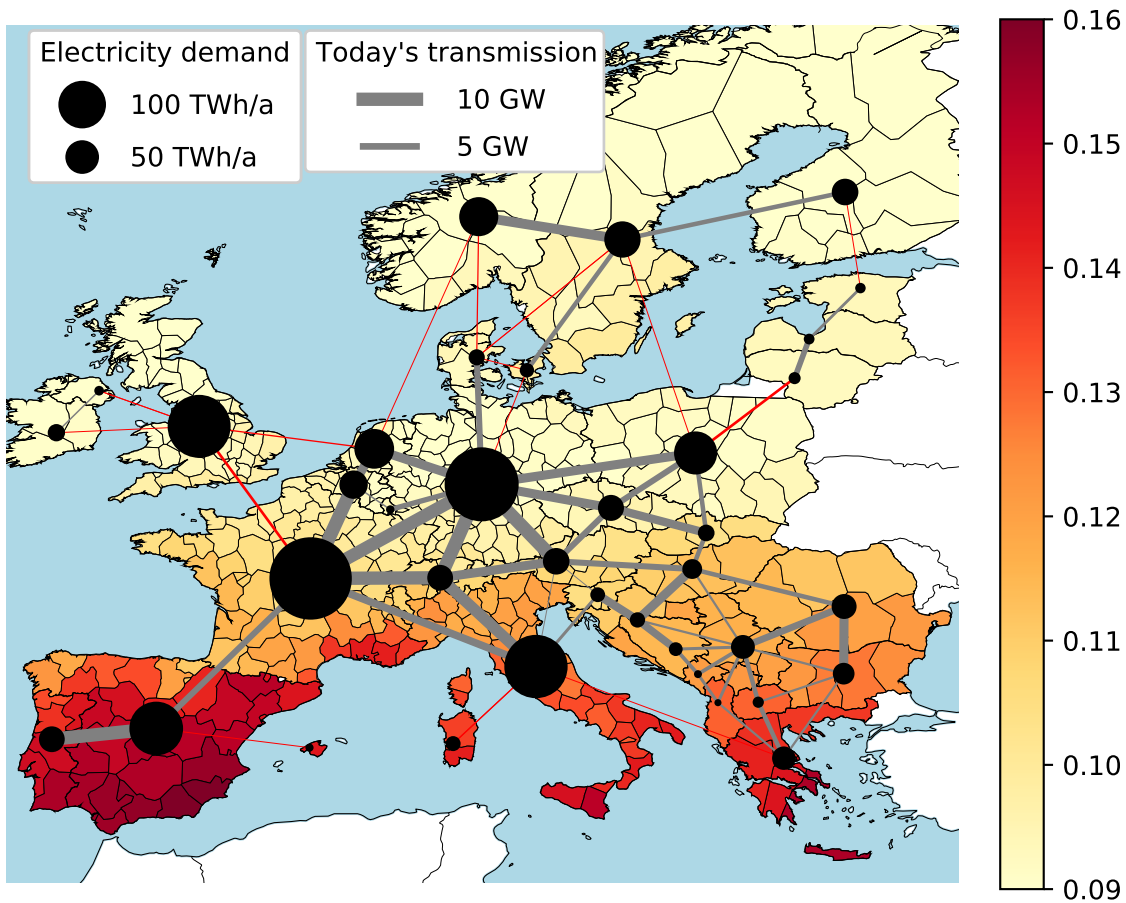 Electricity demand
100 TWh/a
50 TWh/a
Today's transmission
10 GW
5 GW
0.16
0.15
0.14
0.13
0.12
0.11
0.10
0.09